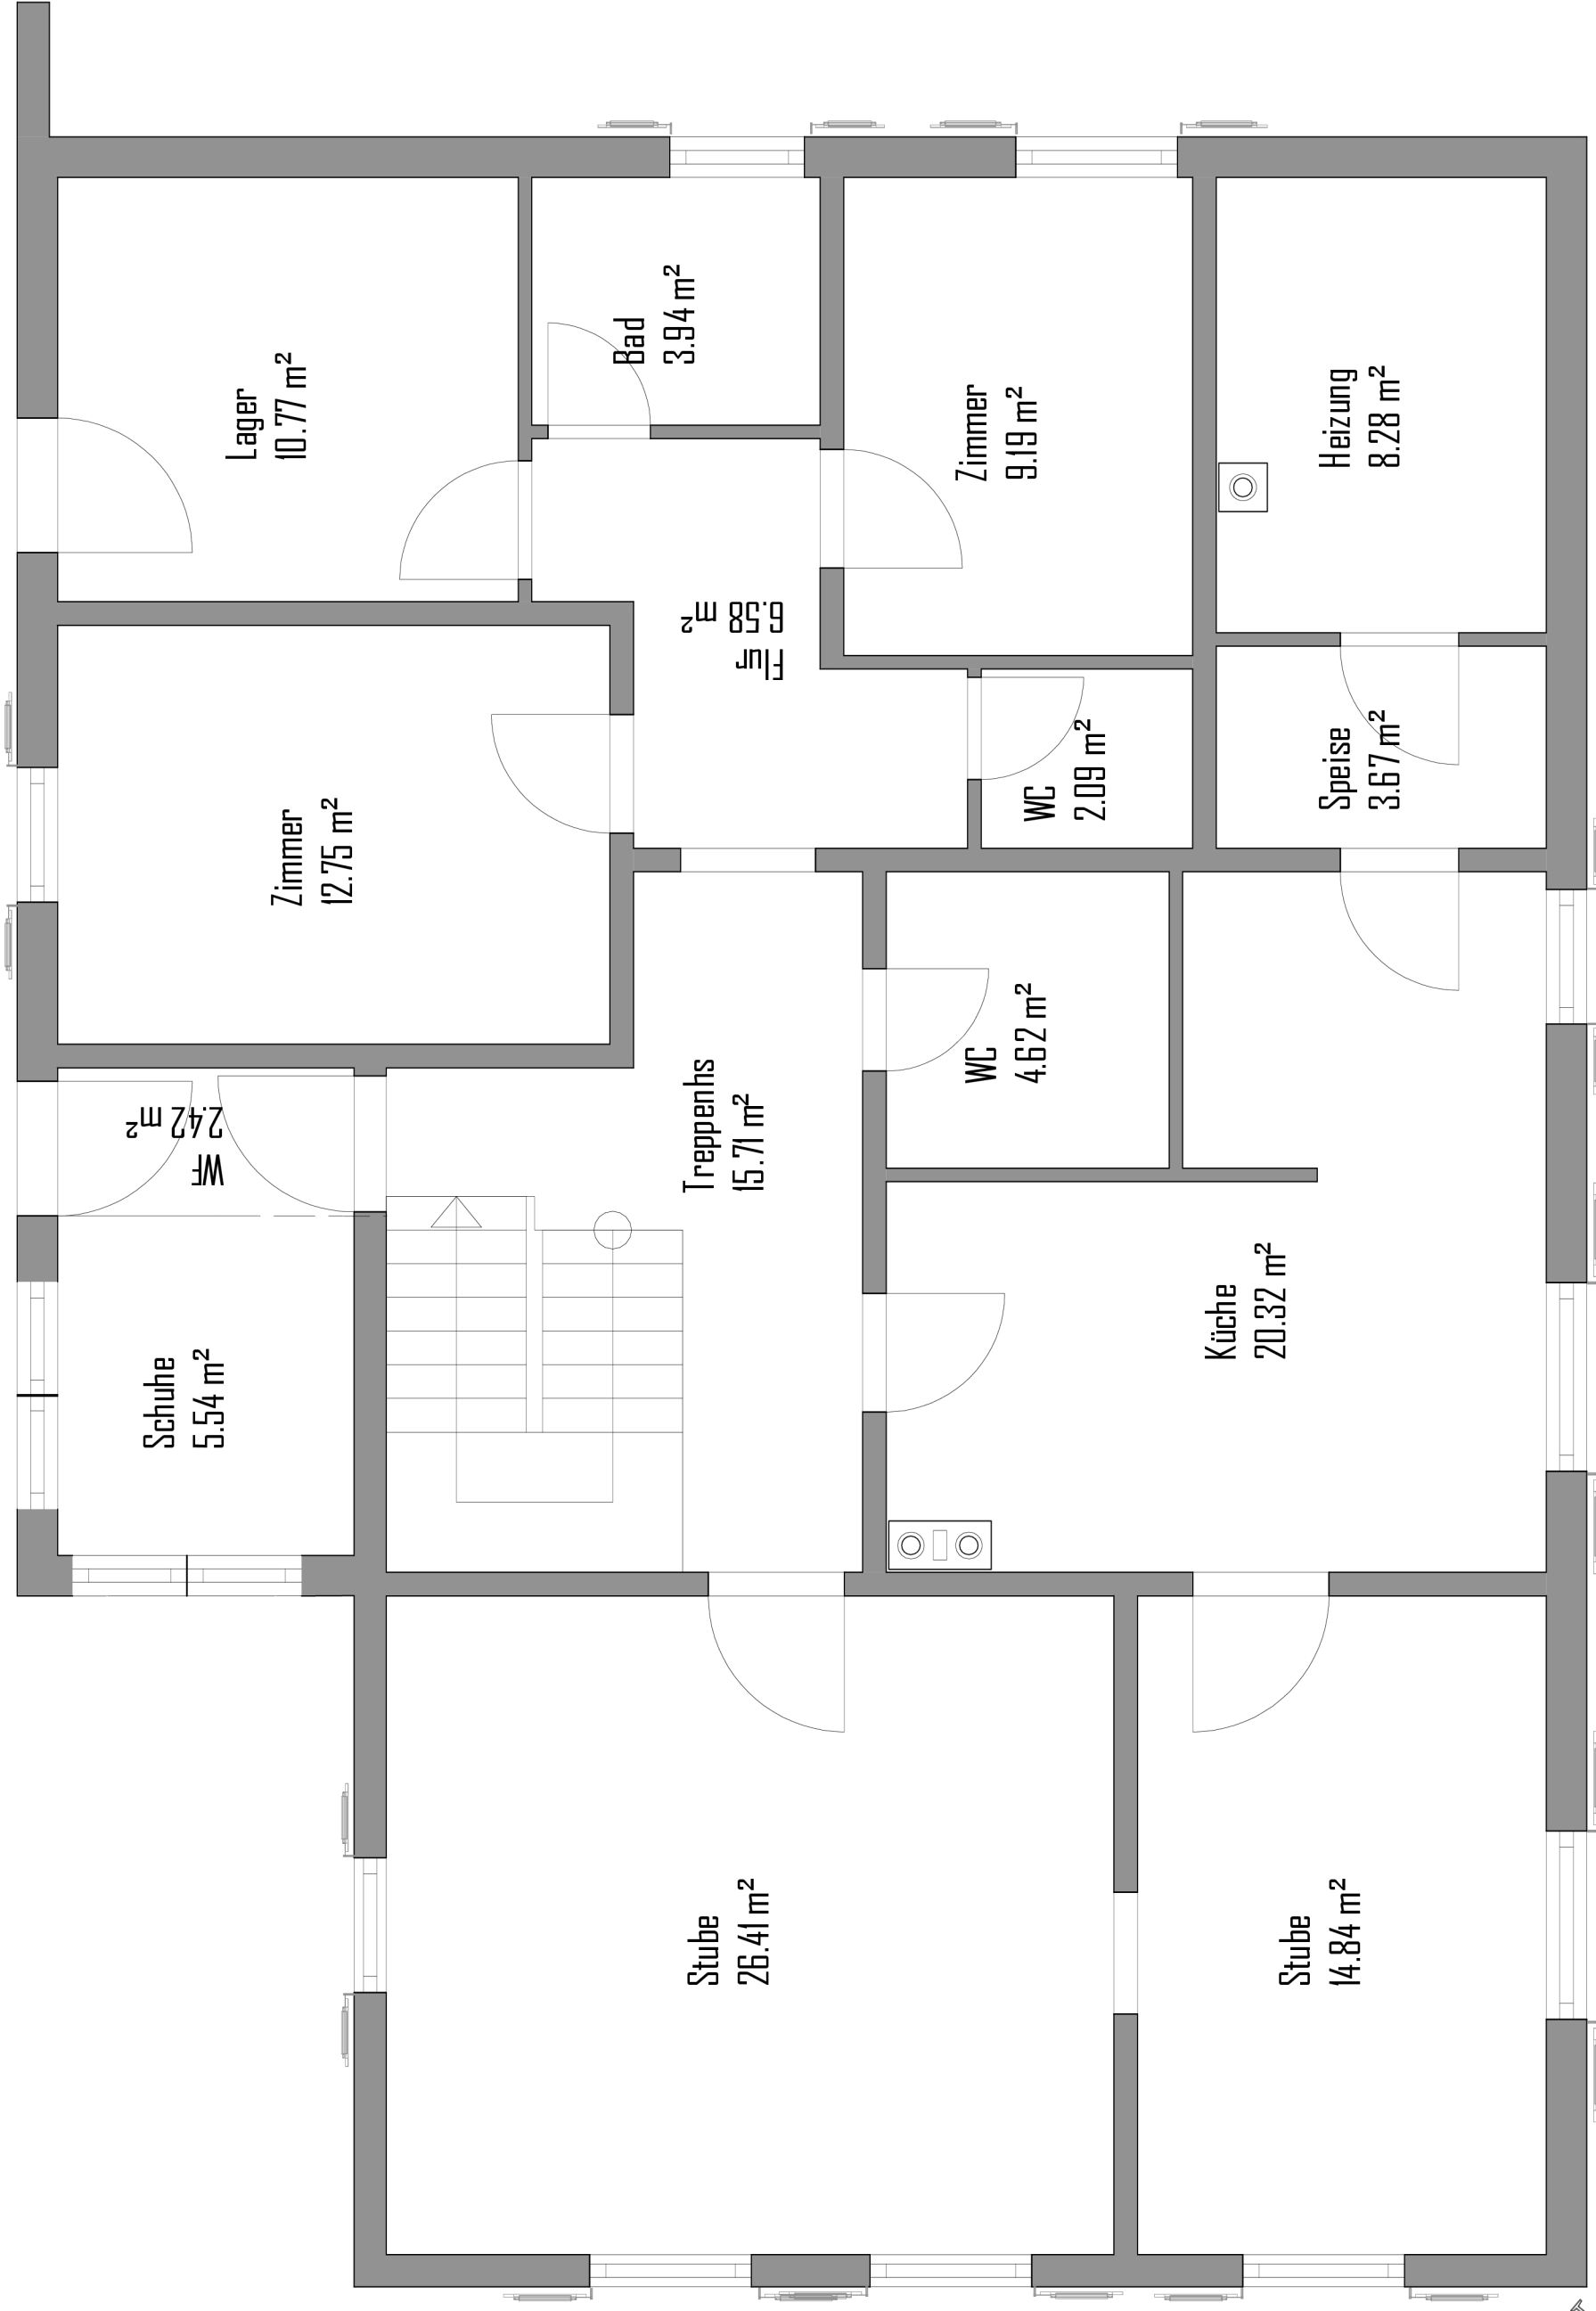 Lager
10.77 m²
Bad
3.94 m²
Zimmer
9.19 m²
Heizung
8.28 m²
Flur
6.58 m²
Zimmer
12.75 m²
WC
2.09 m²
Speise
3.67 m²
WF
2.42 m²
Treppenhs
15.71 m²
WC
4.62 m²
Schuhe
5.54 m²
Küche
20.32 m²
Stube
26.41 m²
Stube
14.84 m²